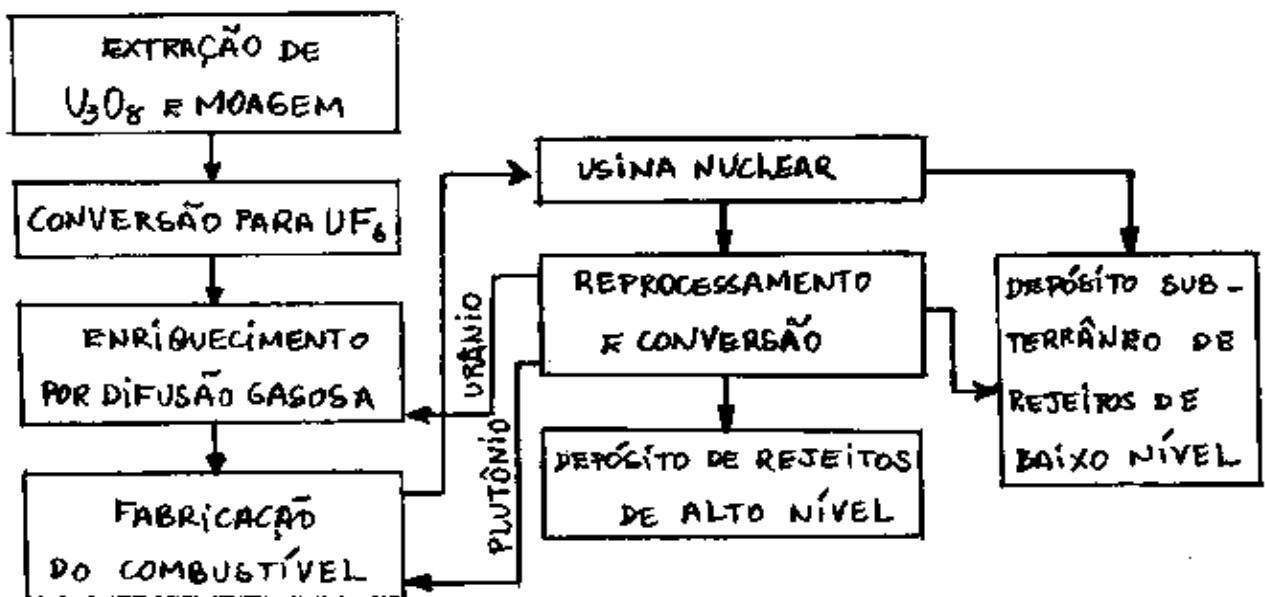 EXTRAÇÃO DE
U₃O₈ E MOAGEM
CONVERSÃO PARA UF₆
ENRIQUECIMENTO
POR DIFUSÃO GASOSA
FABRICAÇÃO
DO COMBUSTÍVEL
URÂNIO
PLUTÔNIO
USINA NUCLEAR
REPROCESSAMENTO
E CONVERSÃO
DEPÓSITO DE REJEITOS
DE ALTO NÍVEL
DEPÓSITO SUB-
TERRÂNEO DE
REJEITOS DE
BAIXO NÍVEL